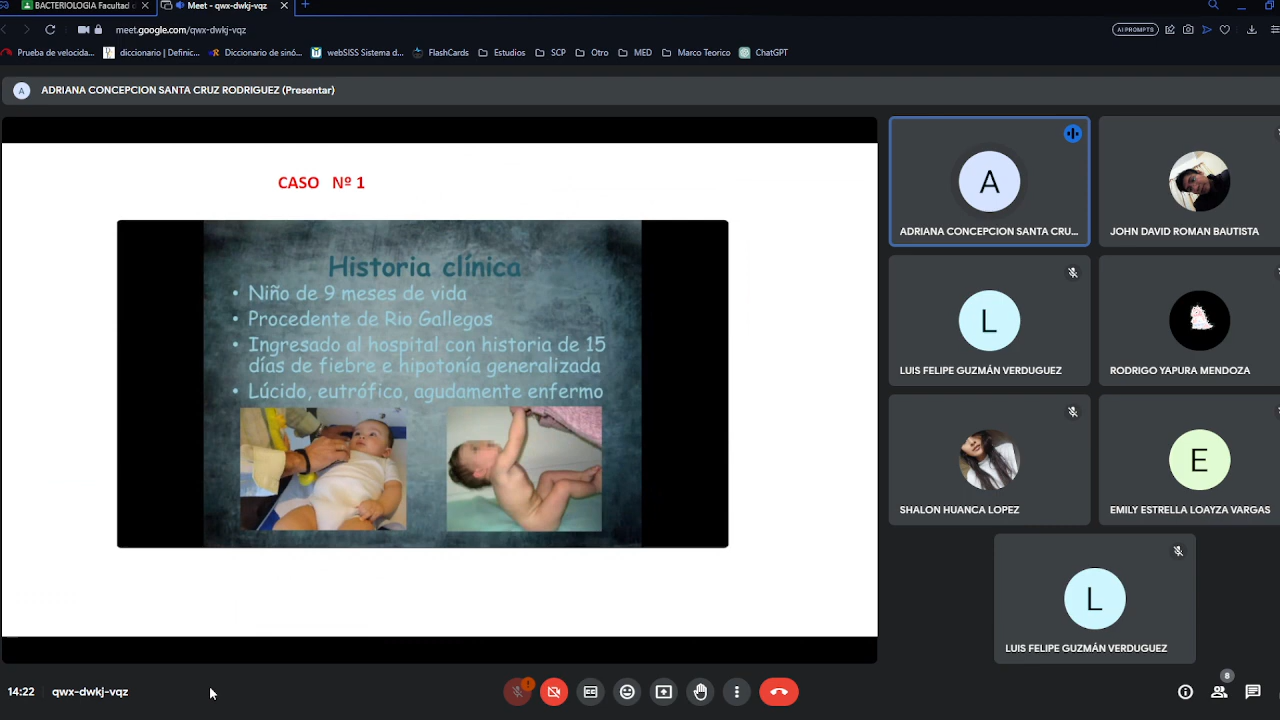 BACTERIOLOGIA Facultad d
Meet - qwx-dwkj-vqz
meet.google.com/qwx-dwkj-vqz
AI PROMPTS
Prueba de velocida...
diccionario | Definic...
Diccionario de sinó...
webSISS Sistema d...
FlashCards
Estudios
SCP
Otro
MED
Marco Teorico
ChatGPT
A
ADRIANA CONCEPCION SANTA CRUZ RODRIGUEZ (Presentar)
CASO Nº 1
Historia clínica
• Niño de 9 meses de vida
• Procedente de Rio Gallegos
• Ingresado al hospital con historia de 15
días de fiebre e hipotonía generalizada
• Lúcido, eutrófico, agudamente enfermo
A
ADRIANA CONCEPCION SANTA CRU...
JOHN DAVID ROMAN BAUTISTA
L
LUIS FELIPE GUZMÁN VERDUGUEZ
RODRIGO YAPURA MENDOZA
SHALON HUANCA LOPEZ
E
EMILY ESTRELLA LOAYZA VARGAS
L
LUIS FELIPE GUZMÁN VERDUGUEZ
14:22
qwx-dwkj-vqz
8